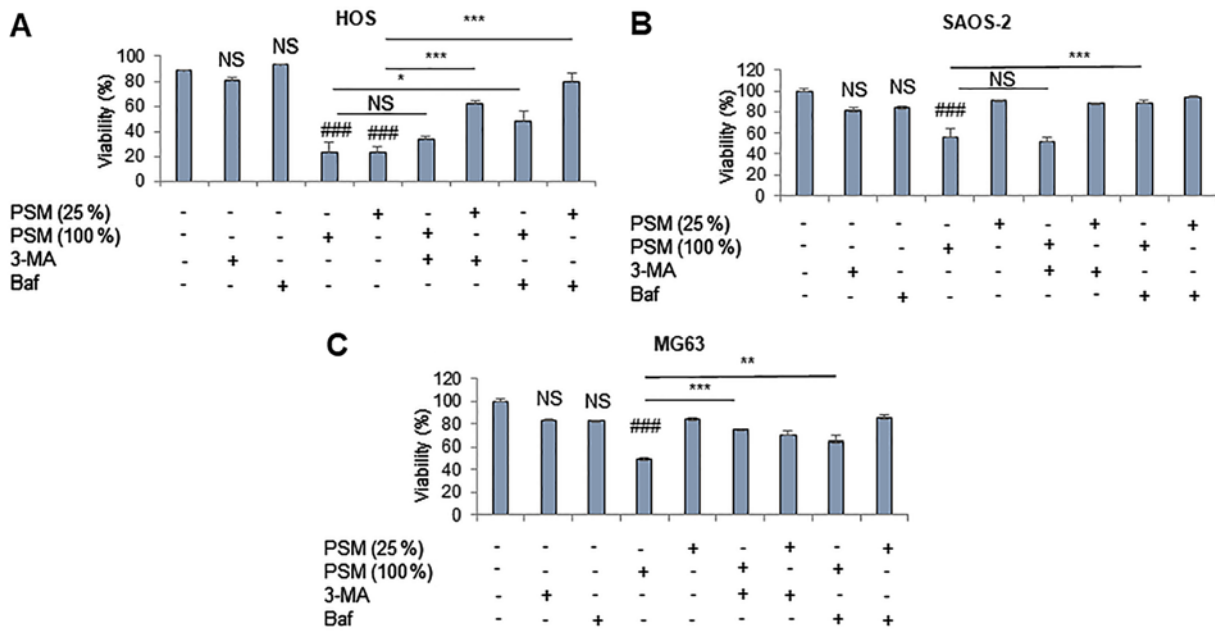 A
HOS
NS
NS
***
***
*
NS
###
###
Viability (%)
100
80
60
40
20
0
PSM (25 %) - - - - + - + - +
PSM (100 %) - - - + - + - + -
3-MA - + - - - + + - -
Baf - - + - - - - + +
B
SAOS-2
***
NS
NS
NS
###
Viability (%)
120
100
80
60
40
20
0
PSM (25 %) - - - - + - + - +
PSM (100 %) - - - + - + - + -
3-MA - + - - - + + - -
Baf - - + - - - - + +
C
MG63
**
***
NS
NS
###
Viability (%)
120
100
80
60
40
20
0
PSM (25 %) - - - - + - + - +
PSM (100 %) - - - + - + - + -
3-MA - + - - - + + - -
Baf - - + - - - - + +